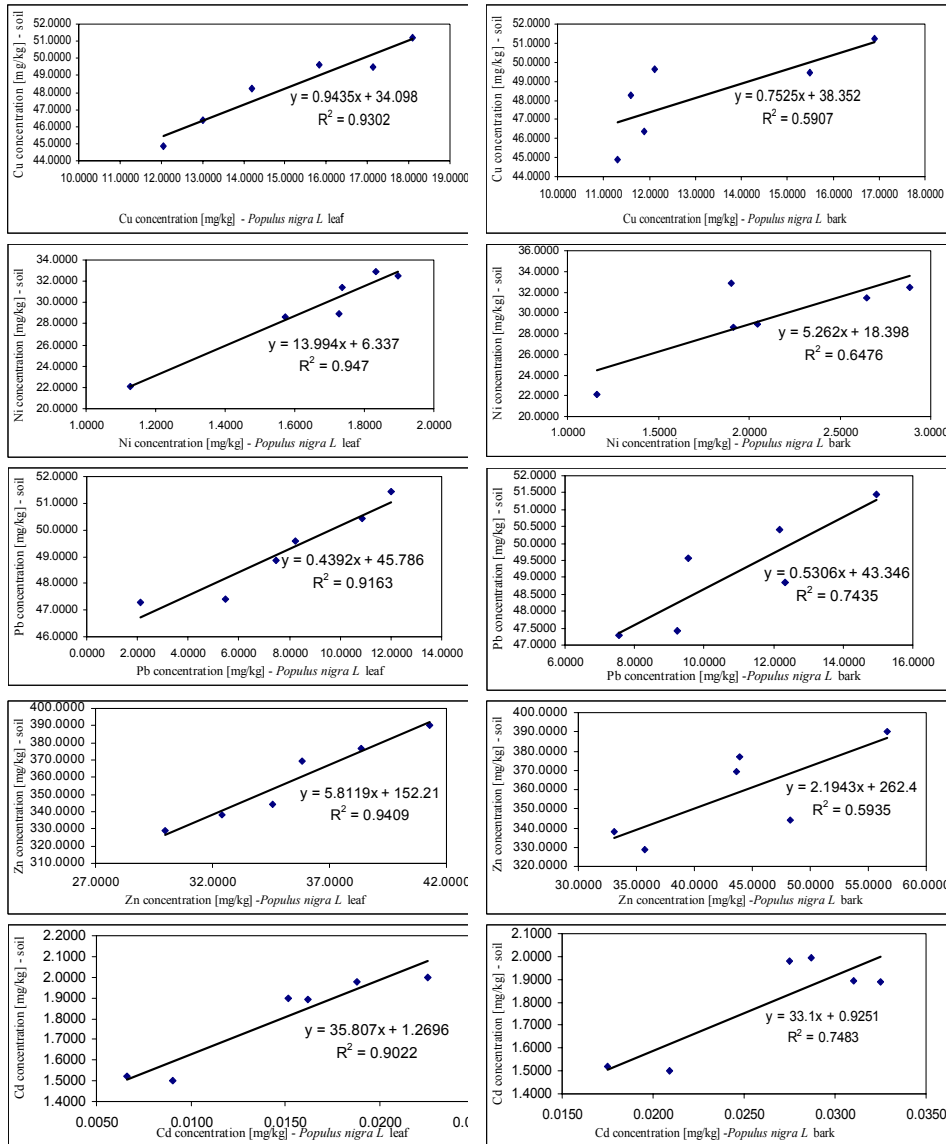 Cu concentration [mg/kg] - soil
52.0000
51.0000
50.0000
49.0000
48.0000
47.0000
46.0000
45.0000
44.0000
y = 0.9435x + 34.098
R2 = 0.9302
10.0000 11.0000 12.0000 13.0000 14.0000 15.0000 16.0000 17.0000 18.0000 19.0000
Cu concentration [mg/kg] - Populus nigra L leaf
Cu concentration [mg/kg] - soil
52.0000
51.0000
50.0000
49.0000
48.0000
47.0000
46.0000
45.0000
44.0000
y = 0.7525x + 38.352
R2 = 0.5907
10.0000 11.0000 12.0000 13.0000 14.0000 15.0000 16.0000 17.0000 18.0000
Cu concentration [mg/kg] - Populus nigra L bark
Ni concentration [mg/kg] - soil
34.0000
32.0000
30.0000
28.0000
26.0000
24.0000
22.0000
20.0000
y = 13.994x + 6.337
R2 = 0.947
1.0000 1.2000 1.4000 1.6000 1.8000 2.0000
Ni concentration [mg/kg] - Populus nigra L leaf
Ni concentration [mg/kg] - soil
36.0000
34.0000
32.0000
30.0000
28.0000
26.0000
24.0000
22.0000
20.0000
y = 5.262x + 18.398
R2 = 0.6476
1.0000 1.5000 2.0000 2.5000 3.0000
Ni concentration [mg/kg] - Populus nigra L bark
Pb concentration [mg/kg] - soil
52.0000
51.0000
50.0000
49.0000
48.0000
47.0000
46.0000
y = 0.4392x + 45.786
R2 = 0.9163
0.0000 2.0000 4.0000 6.0000 8.0000 10.0000 12.0000 14.0000
Pb concentration [mg/kg] - Populus nigra L leaf
Pb concentration [mg/kg] - soil
51.5000
50.5000
49.5000
48.5000
47.5000
47.0000
y = 0.5306x + 43.346
R2 = 0.7435
6.0000 8.0000 10.0000 12.0000 14.0000 16.0000
Pb concentration [mg/kg] -Populus nigra L bark
Zn concentration [mg/kg] - soil
400.0000
390.0000
380.0000
370.0000
360.0000
350.0000
340.0000
330.0000
320.0000
310.0000
y = 5.8119x + 152.21
R2 = 0.9409
27.0000 32.0000 37.0000 42.0000
Zn concentration [mg/kg] -Populus nigra L leaf
Zn concentration [mg/kg] - soil
400.0000
390.0000
380.0000
370.0000
360.0000
350.0000
340.0000
330.0000
320.0000
y = 2.1943x + 262.4
R2 = 0.5935
30.0000 35.0000 40.0000 45.0000 50.0000 55.0000 60.0000
Zn concentration [mg/kg] -Populus nigra L bark
Cd concentration [mg/kg] - soil
2.2000
2.1000
2.0000
1.9000
1.8000
1.7000
1.6000
1.5000
1.4000
y = 35.807x + 1.2696
R2 = 0.9022
0.0050 0.0100 0.0150 0.0200
Cd concentration [mg/kg] -Populus nigra L leaf
Cd concentration [mg/kg] - soil
2.1000
2.0000
1.9000
1.8000
1.7000
1.6000
1.5000
1.4000
y = 33.1x + 0.9251
R2 = 0.7483
0.0150 0.0200 0.0250 0.0300 0.0350
Cd concentration [mg/kg] -Populus nigra L bark